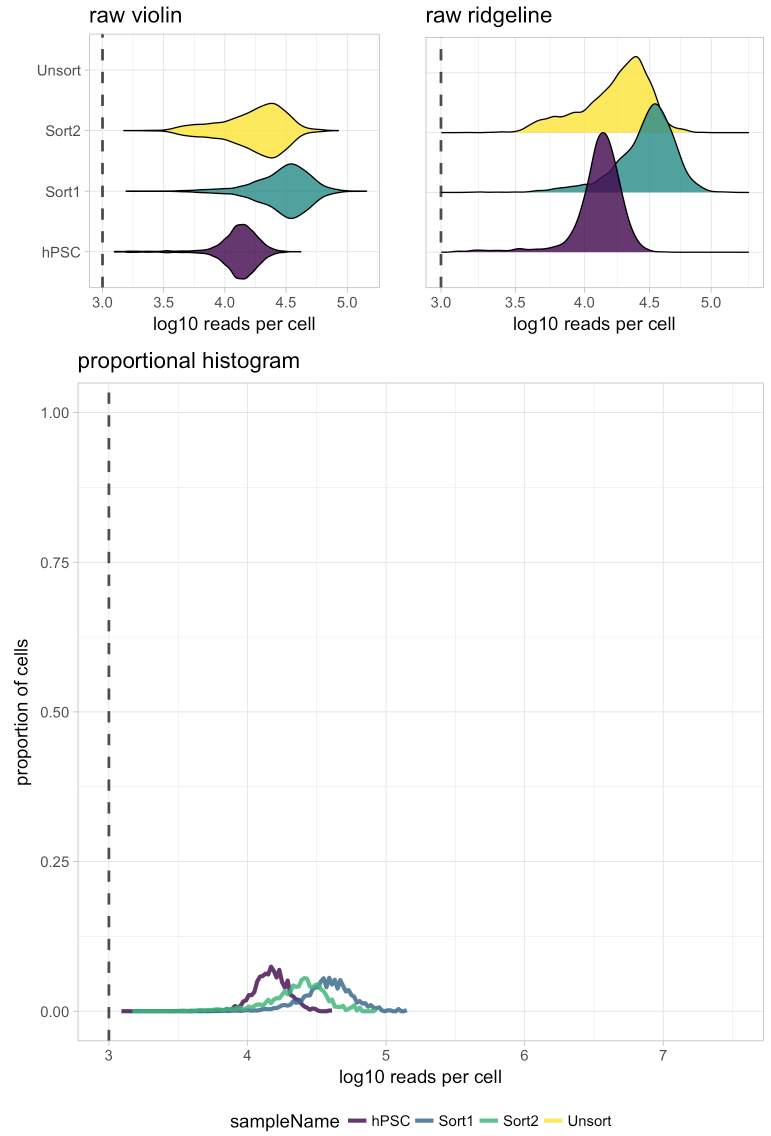 raw violin
raw ridgeline
Unsort
Sort2
Sort1
hPSC
3.0 3.5 4.0 4.5 5.0
3.0 3.5 4.0 4.5 5.0
log10 reads per cell
log10 reads per cell
proportional histogram
1.00
0.75
0.50
0.25
0.00
proportion of cells
3 4 5 6 7
log10 reads per cell
sampleName hPSC Sort1 Sort2 Unsort